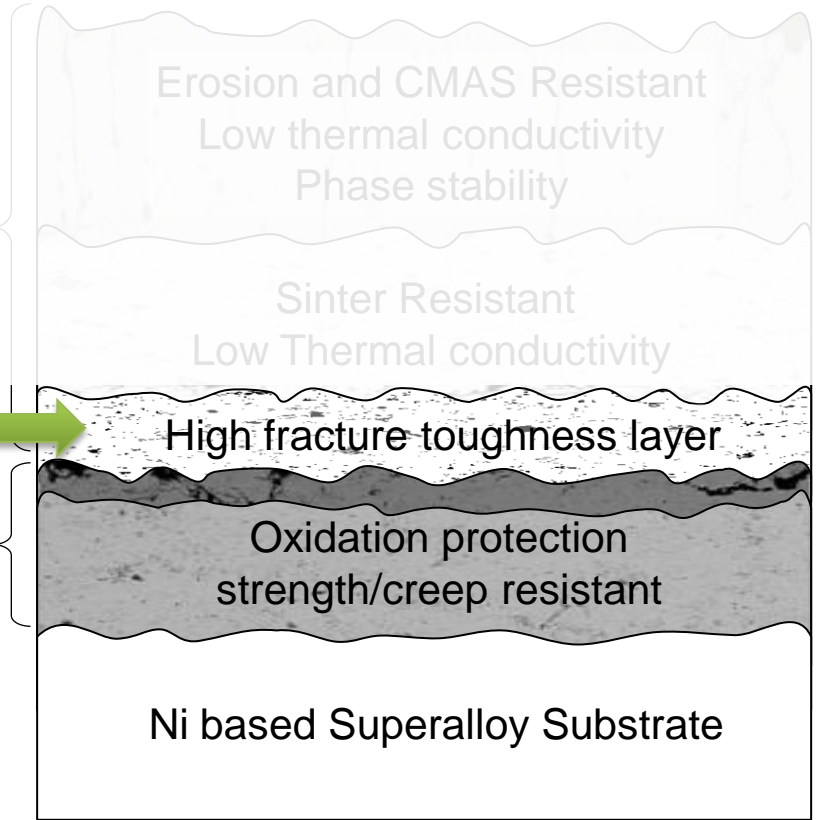 Erosion and CMAS Resistant
Low thermal conductivity
Phase stability
Sinter Resistant
Low Thermal conductivity
High fracture toughness layer
Oxidation protection
strength/creep resistant
Ni based Superalloy Substrate